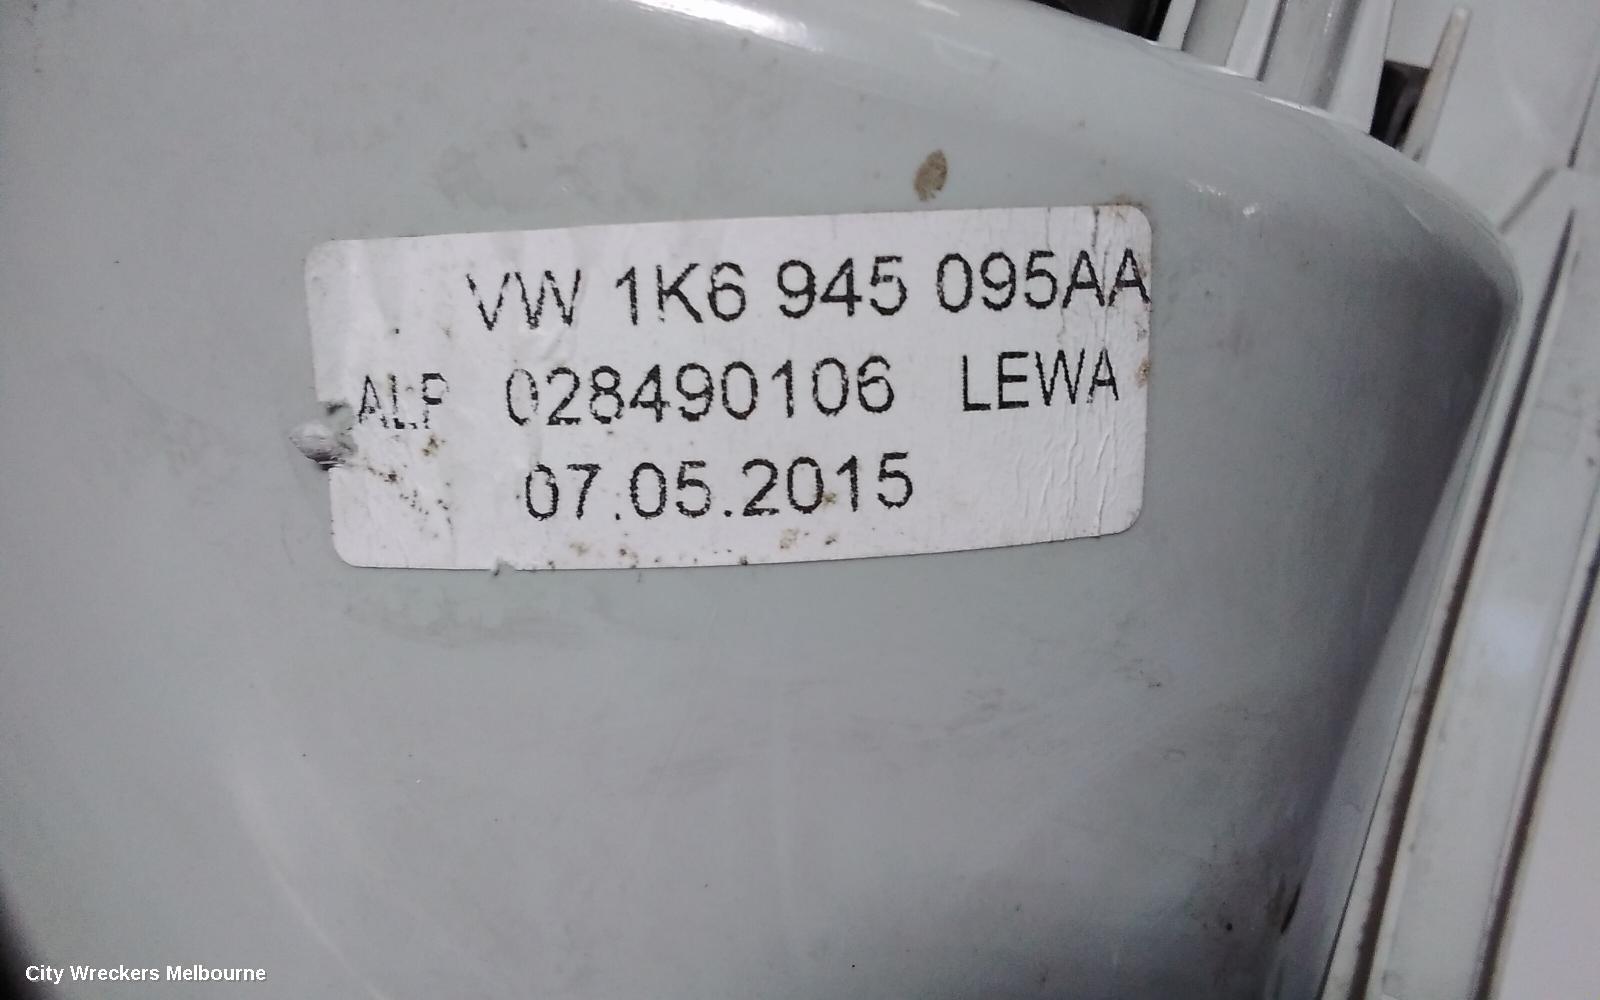 VW 1K6 945 095AA
ALP 028490106 LEWA
07.05.2015
City Wreckers Melbourne